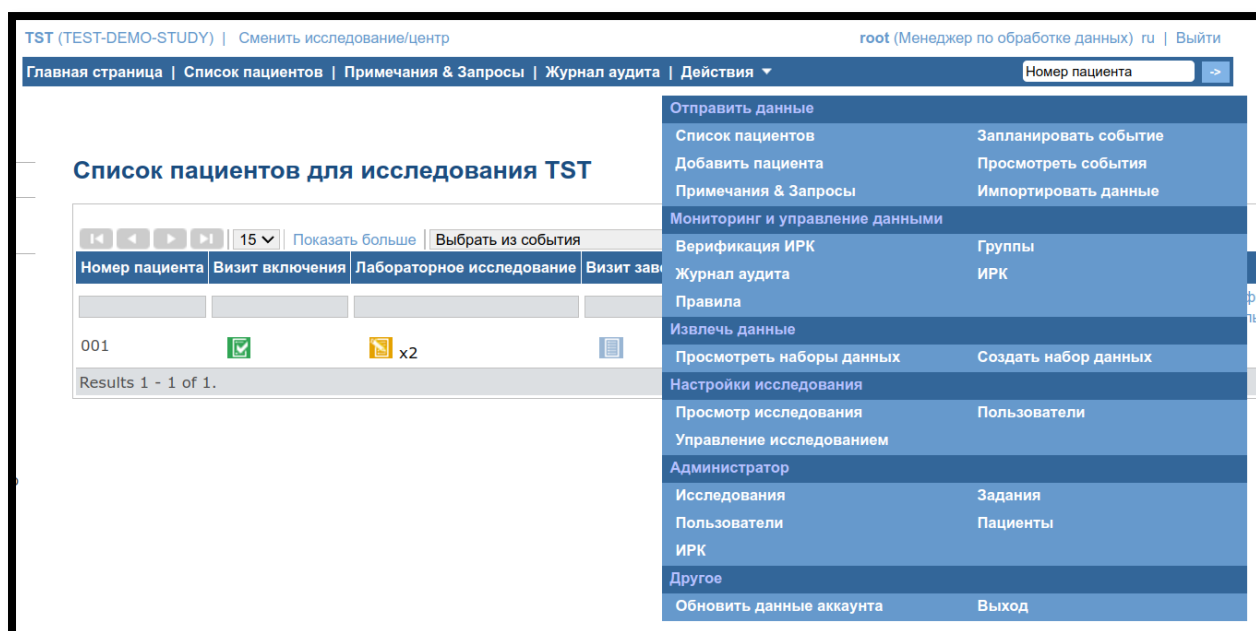 TST (TEST-DEMO-STUDY) | Сменить исследование/центр
root (Менеджер по обработке данных) ru | Выйти
Главная страница | Список пациентов | Примечания & Запросы | Журнал аудита | Действия
Номер пациента ->
Отправить данные
Список пациентов Запланировать событие
Добавить пациента Просмотреть события
Примечания & Запросы Импортировать данные
Мониторинг и управление данными
Верификация ИРК Группы
Журнал аудита ИРК
Правила
Извлечь данные
Просмотреть наборы данных Создать набор данных
Настройки исследования
Просмотр исследования Пользователи
Управление исследованием
Администратор
Исследования Задания
Пользователи Пациенты
ИРК
Другое
Обновить данные аккаунта Выход
Список пациентов для исследования TST
15 Показать больше Выбрать из события
Номер пациента Визит включения Лабораторное исследование Визит
001 x2
Results 1 - 1 of 1.